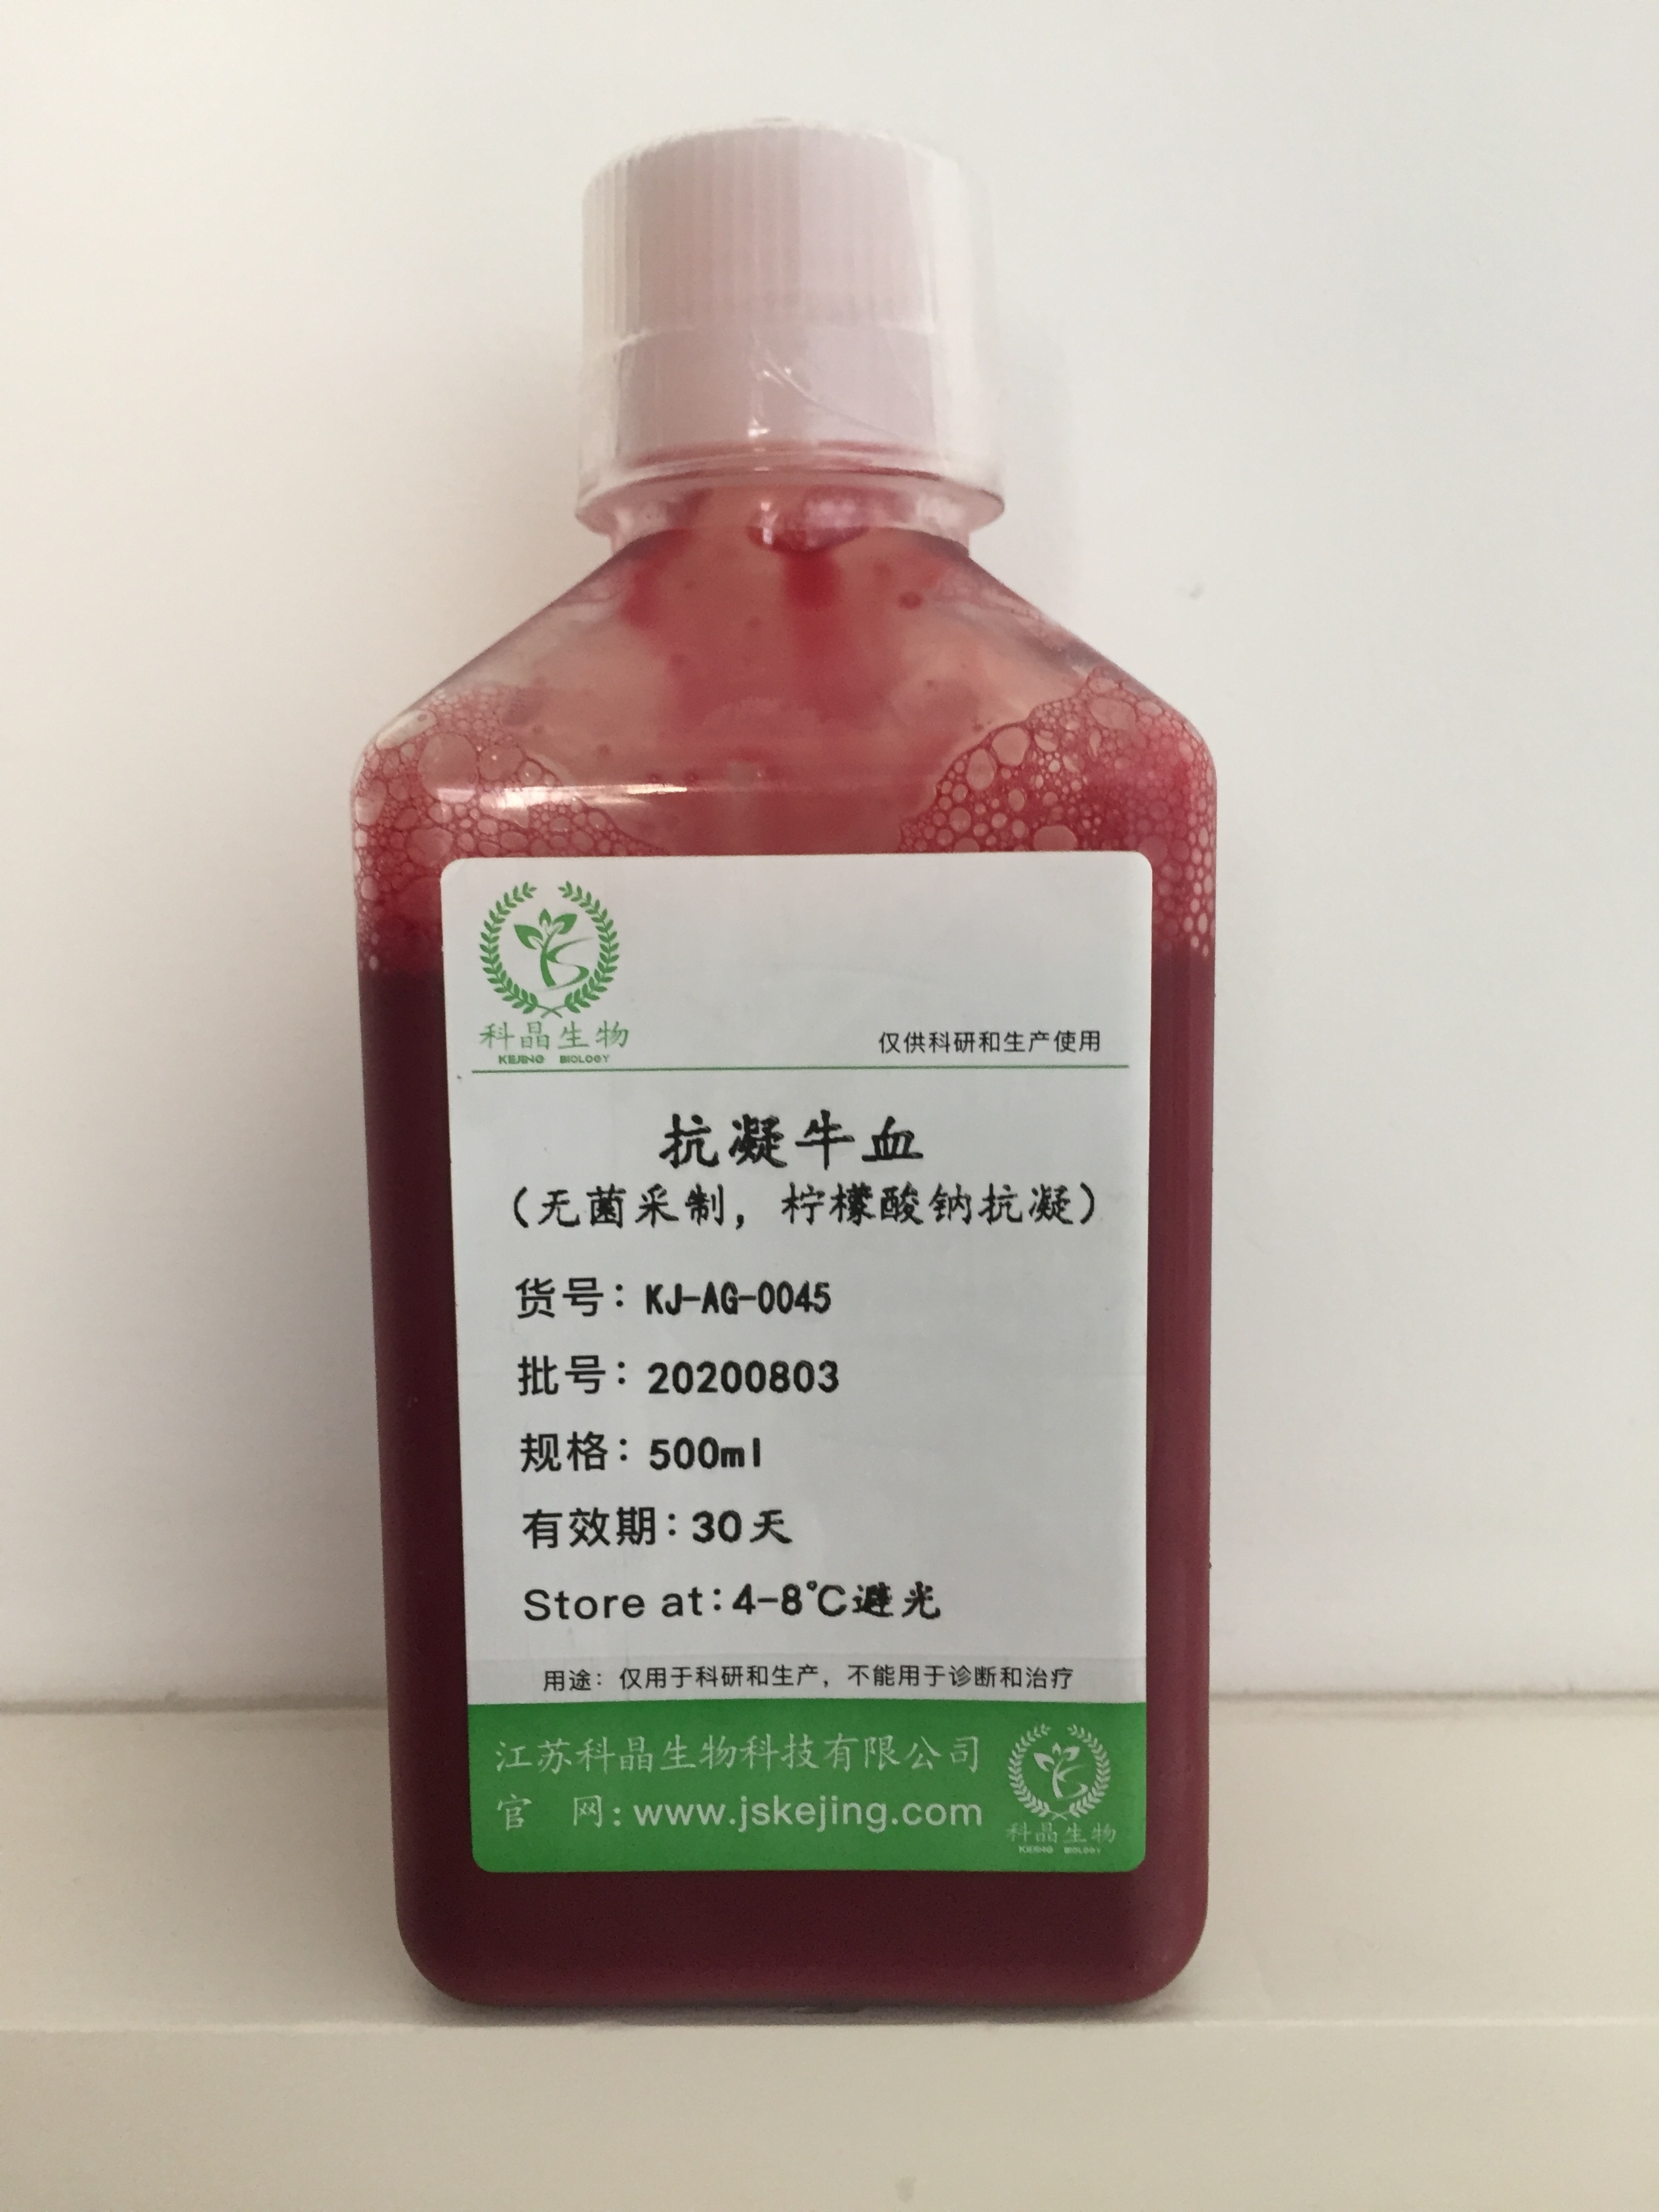 科晶生物
KEJING BIOLOGY
仅供科研和生产使用
抗凝牛血
（无菌采制，柠檬酸钠抗凝）
货号：KJ-AG-0045
批号：20200803
规格：500ml
有效期：30天
Store at：4-8℃避光
用途：仅用于科研和生产，不能用于诊断和治疗
江苏科晶生物科技有限公司
官 网：www.jskejing.com
科晶生物
KEJING BIOLOGY